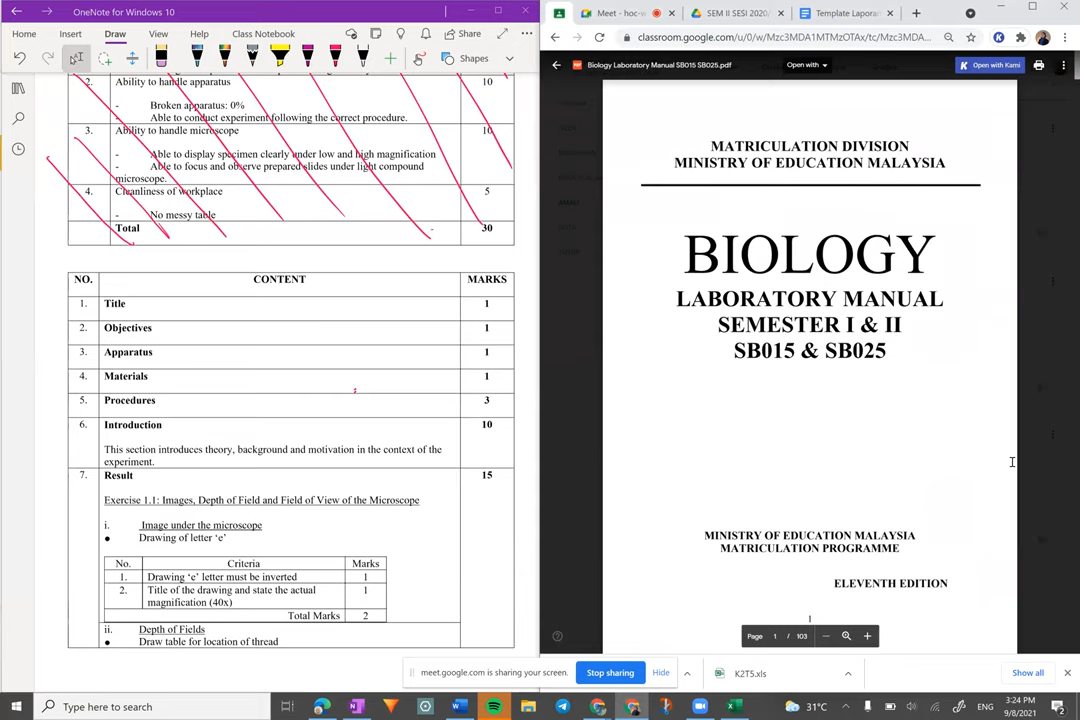 OneNote for Windows 10
Home Insert Draw View Help Class Notebook Share
Shapes
2. Ability to handle apparatus 10
- Broken apparatus: 0%
- Able to conduct experiment following the correct procedure.
3. Ability to handle microscope 10
- Able to display specimen clearly under low and high magnification
- Able to focus and observe prepared slides under light compound
microscope.
4. Cleanliness of workplace 5
- No messy table
Total 30
NO. CONTENT MARKS
1. Title 1
2. Objectives 1
3. Apparatus 1
4. Materials 1
5. Procedures 3
6. Introduction 10
This section introduces theory, background and motivation in the context of the
experiment.
7. Result 15
Exercise 1.1: Images, Depth of Field and Field of View of the Microscope
i. Image under the microscope
● Drawing of letter ‘e’
No. Criteria Marks
1. Drawing ‘e’ letter must be inverted 1
2. Title of the drawing and state the actual 1
magnification (40x)
Total Marks 2
ii. Depth of Fields
● Draw table for location of thread
Meet - hoc-w SEM II SESI 2020/ Template Laporan
classroom.google.com/u/0/w/Mzc3MDA1MTMzOTAx/tc/Mzc3MDA...
Biology Laboratory Manual SB015 SB025.pdf Open with Open with Kami
MATRICULATION DIVISION
MINISTRY OF EDUCATION MALAYSIA
BIOLOGY
LABORATORY MANUAL
SEMESTER I & II
SB015 & SB025
MINISTRY OF EDUCATION MALAYSIA
MATRICULATION PROGRAMME
ELEVENTH EDITION
Page 1 / 103
meet.google.com is sharing your screen. Stop sharing Hide
K2T5.xls Show all
Type here to search
31°C ENG 3:24 PM
9/8/2021 2